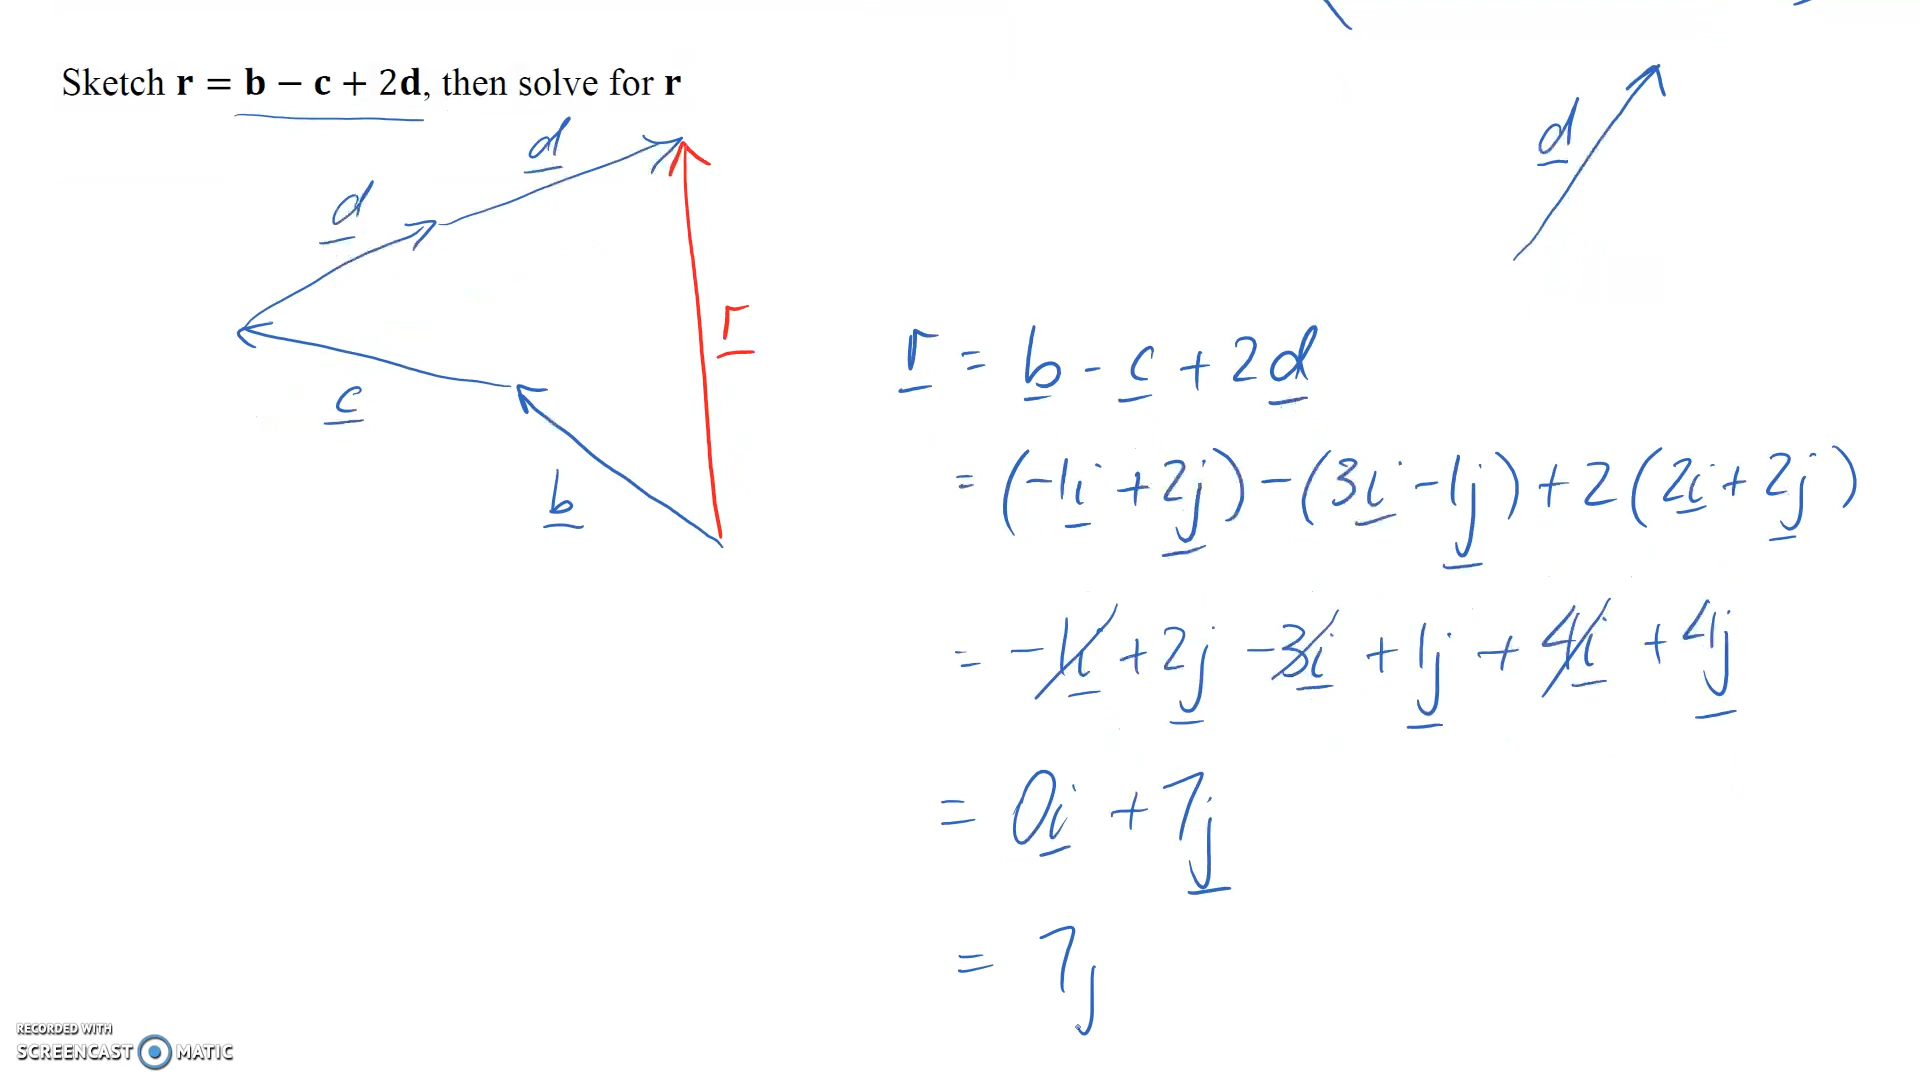 Sketch r = b − c + 2d, then solve for r
d
d
d
r
c
b
r = b - c + 2d
= (-1i + 2j) - (3i - 1j) + 2(2i + 2j)
= -1i + 2j - 3i + 1j + 4i + 4j
= 0i + 7j
= 7j
RECORDED WITH
SCREENCAST MATIC